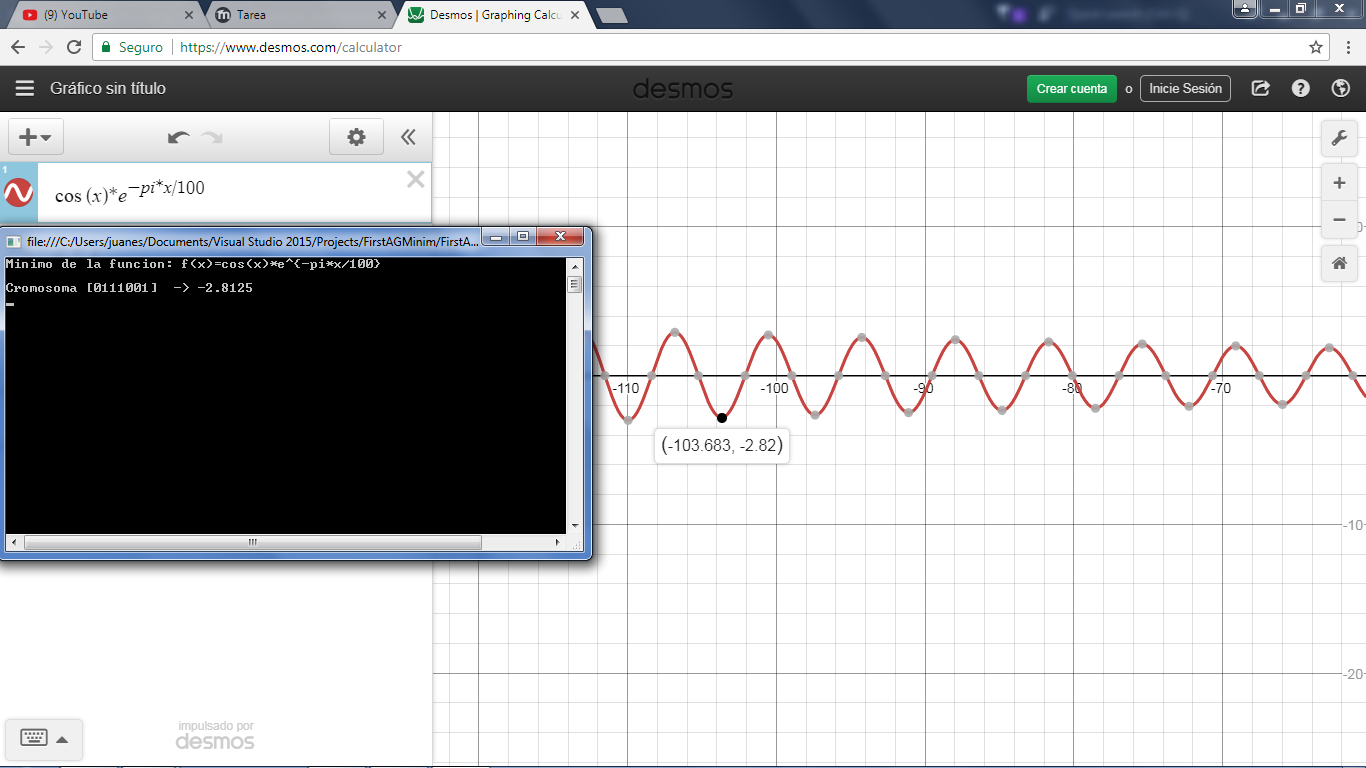 (9) YouTube
Tarea
Desmos | Graphing Calcu
Seguro
https://www.desmos.com/calculator
Gráfico sin título
desmos
Crear cuenta
o
Inicie Sesión
1
cos (x)*e^−pi*x/100
file:///C:/Users/juanes/Documents/Visual Studio 2015/Projects/FirstAGMinim/FirstA...
Minimo de la funcion: f(x)=cos(x)*e^(-pi*x/100)
Cromosoma [0111001] -> -2.8125
-110
-100
-90
-80
-70
(-103.683, -2.82)
-10
-20
impulsado por
desmos